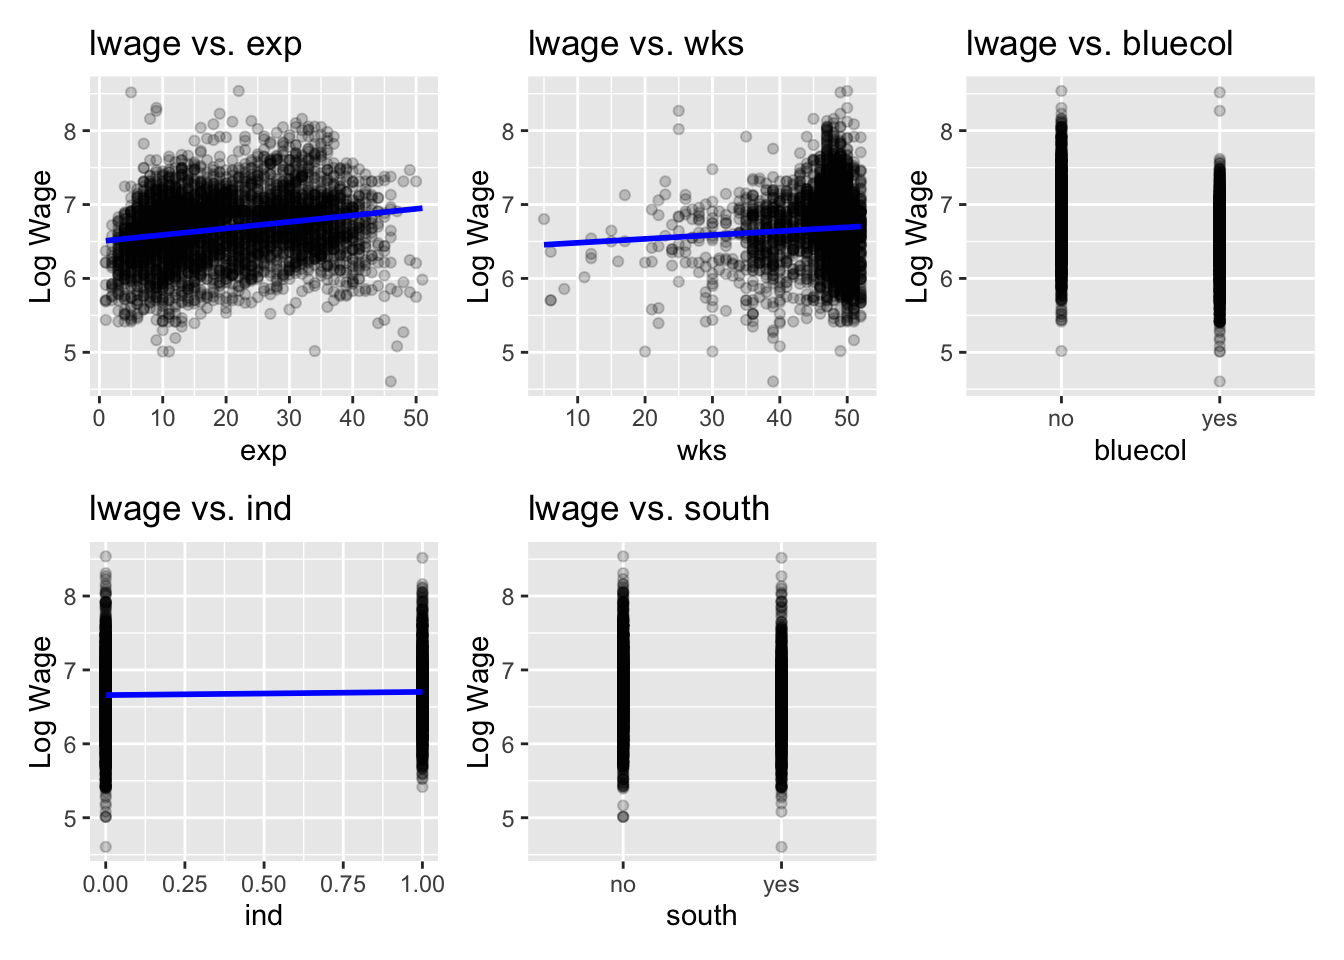 lwage vs. exp
Log Wage
8
7
6
5
0 10 20 30 40 50
exp
lwage vs. wks
Log Wage
8
7
6
5
10 20 30 40 50
wks
lwage vs. bluecol
Log Wage
8
7
6
5
no yes
bluecol
lwage vs. ind
Log Wage
8
7
6
5
0.00 0.25 0.50 0.75 1.00
ind
lwage vs. south
Log Wage
8
7
6
5
no yes
south